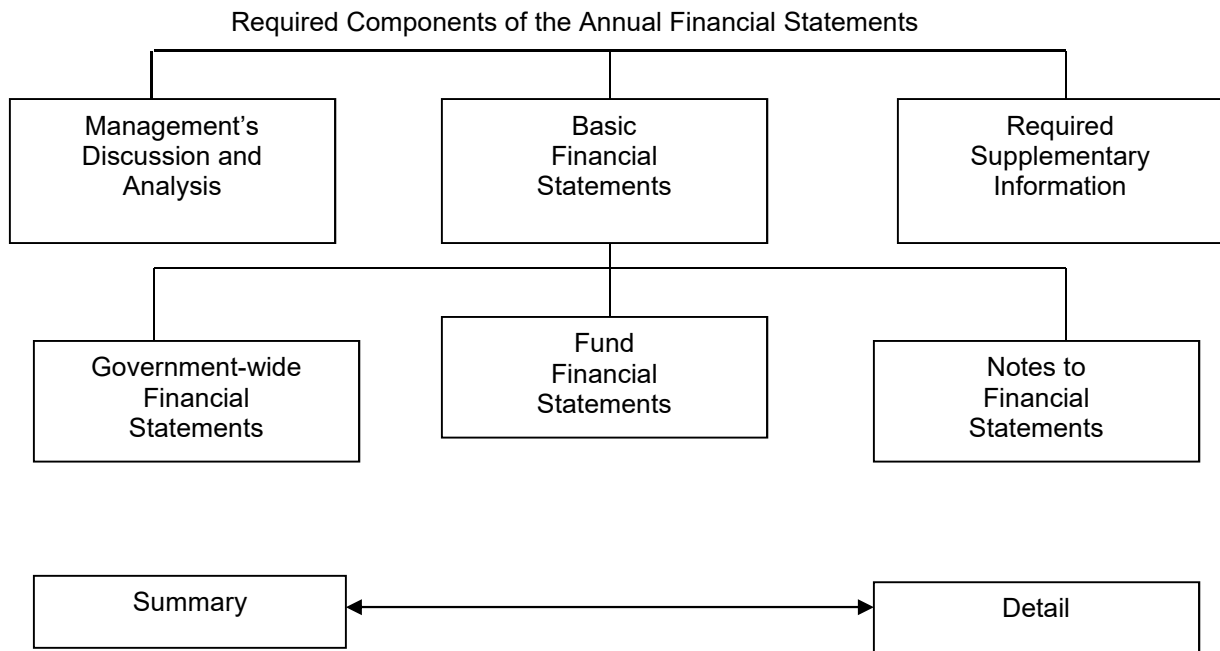 Required Components of the Annual Financial Statements
Management’s
Discussion and
Analysis
Basic
Financial
Statements
Required
Supplementary
Information
Government-wide
Financial
Statements
Fund
Financial
Statements
Notes to
Financial
Statements
Summary
Detail